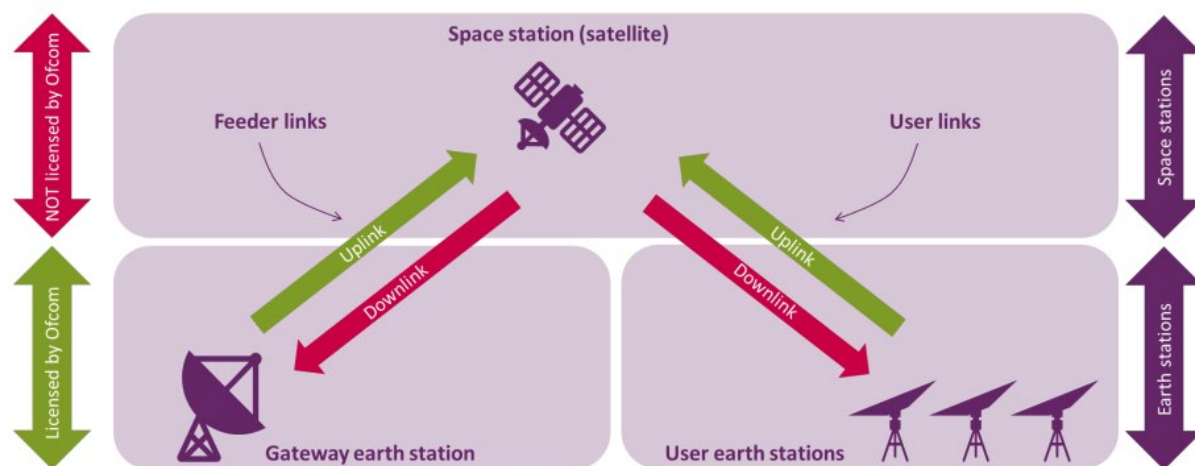 Space station (satellite)
NOT licensed by Ofcom
Feeder links
User links
Space stations
Uplink
Downlink
Uplink
Downlink
Licensed by Ofcom
Earth stations
Gateway earth station
User earth stations